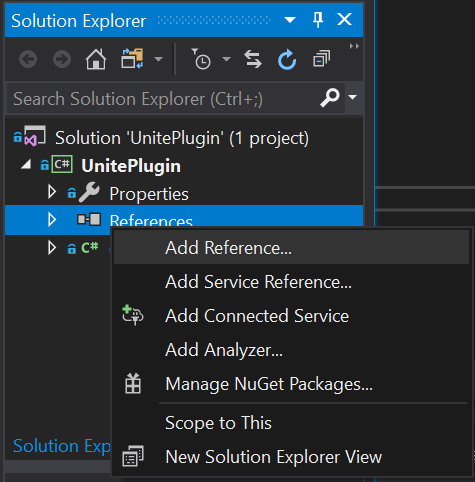 Solution Explorer
Search Solution Explorer (Ctrl+;)
Solution 'UnitePlugin' (1 project)
C# UnitePlugin
Properties
References
C#
Add Reference...
Add Service Reference...
Add Connected Service
Add Analyzer...
Manage NuGet Packages...
Scope to This
New Solution Explorer View
Solution Exp